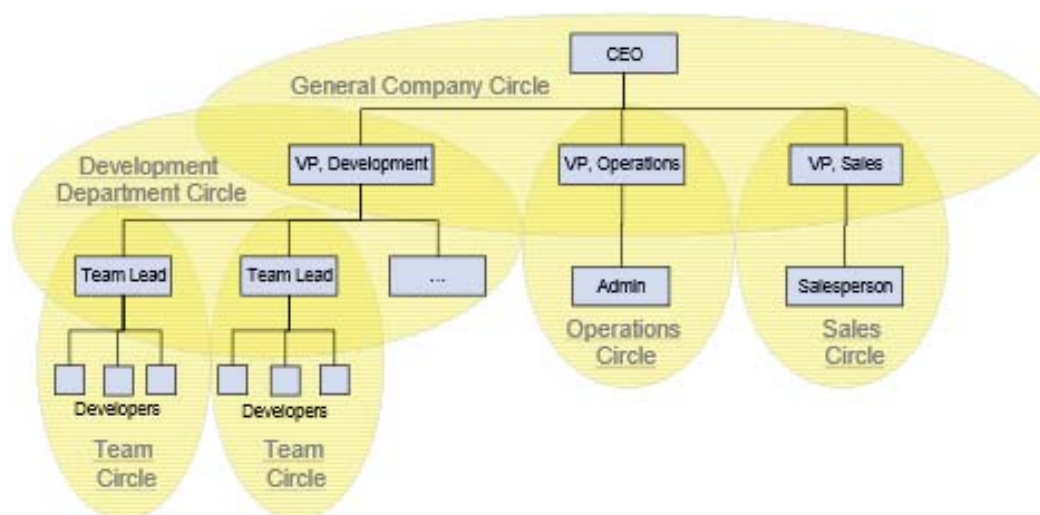 CEO
General Company Circle
Development
Department Circle
VP, Development
VP, Operations
VP, Sales
Team Lead
Team Lead
...
Admin
Salesperson
Operations
Circle
Sales
Circle
Developers
Developers
Team
Circle
Team
Circle